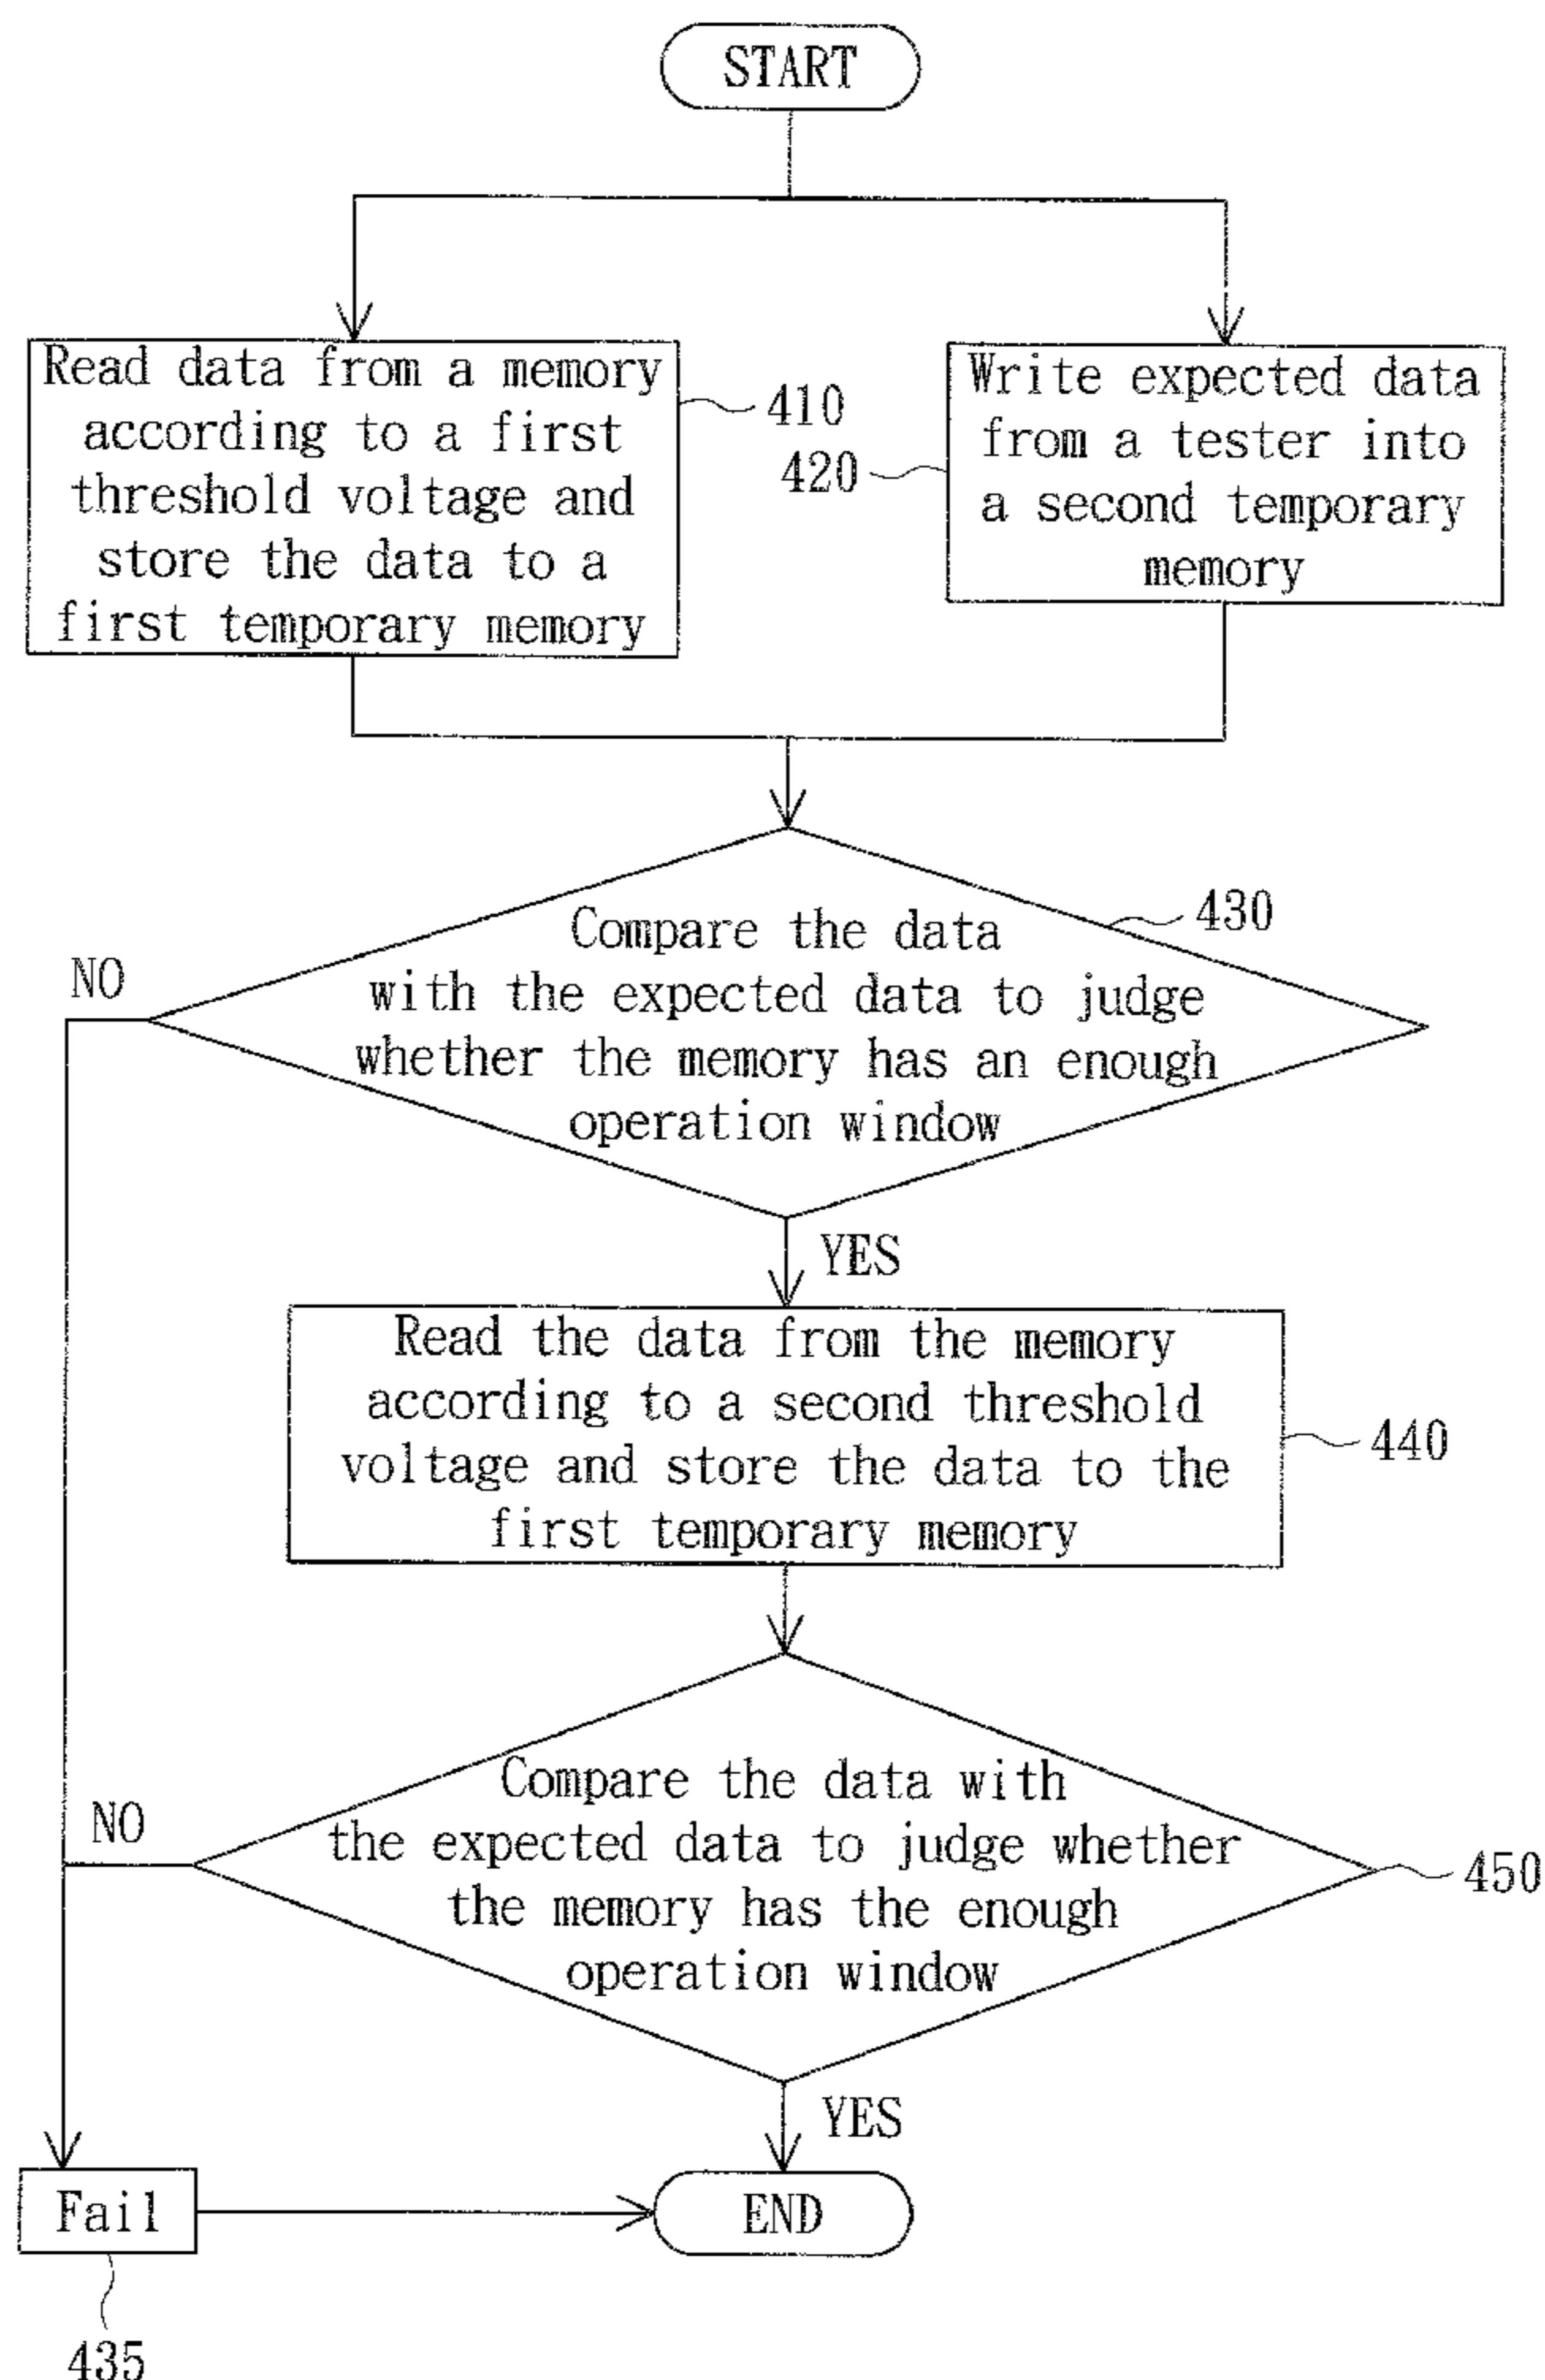 START
Read data from a memory
according to a first
threshold voltage and
store the data to a
first temporary memory
410
Write expected data
from a tester into
a second temporary
memory
420
Compare the data
with the expected data to judge
whether the memory has an enough
operation window
430
NO
YES
Read the data from the memory
according to a second threshold
voltage and store the data to the
first temporary memory
440
Compare the data with
the expected data to judge whether
the memory has the enough
operation window
450
NO
YES
Fail
435
END